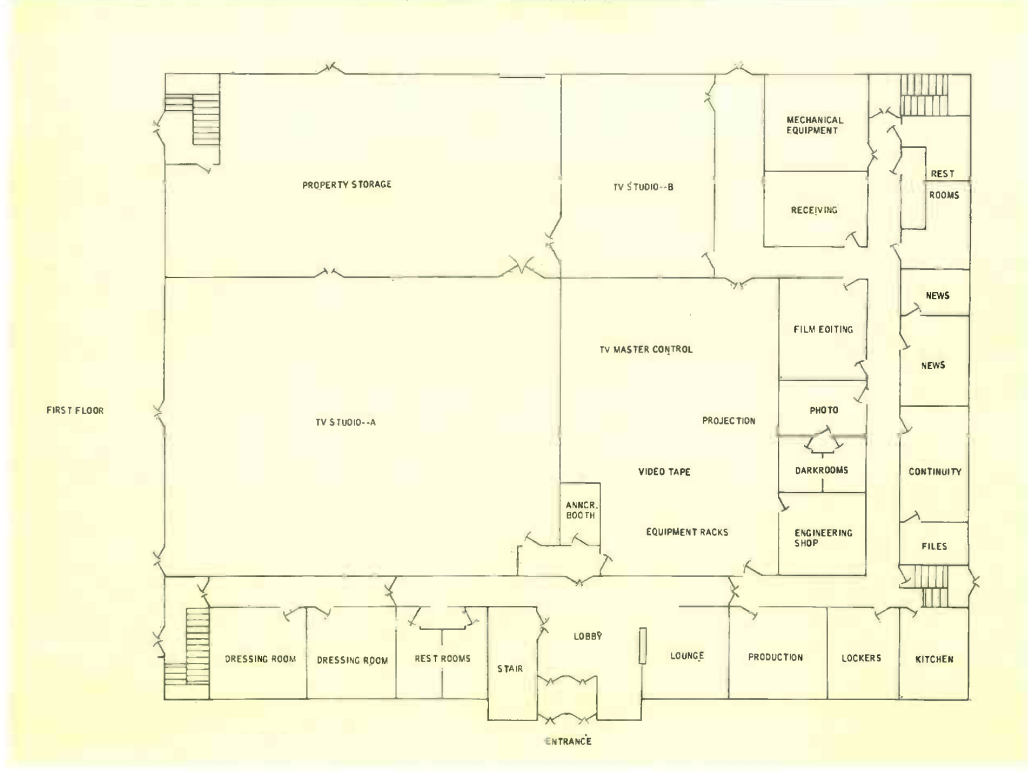 MECHANICAL
EQUIPMENT
PROPERTY STORAGE
TV STUDIO--B
REST
ROOMS
RECEIVING
NEWS
FILM EDITING
TV MASTER CONTROL
NEWS
FIRST FLOOR
TV STUDIO--A
PROJECTION
PHOTO
VIDEO TAPE
DARKROOMS
CONTINUITY
ANNCR.
BOOTH
EQUIPMENT RACKS
ENGINEERING
SHOP
FILES
LOBBY
DRESSING ROOM
DRESSING ROOM
REST ROOMS
STAIR
LOUNGE
PRODUCTION
LOCKERS
KITCHEN
ENTRANCE